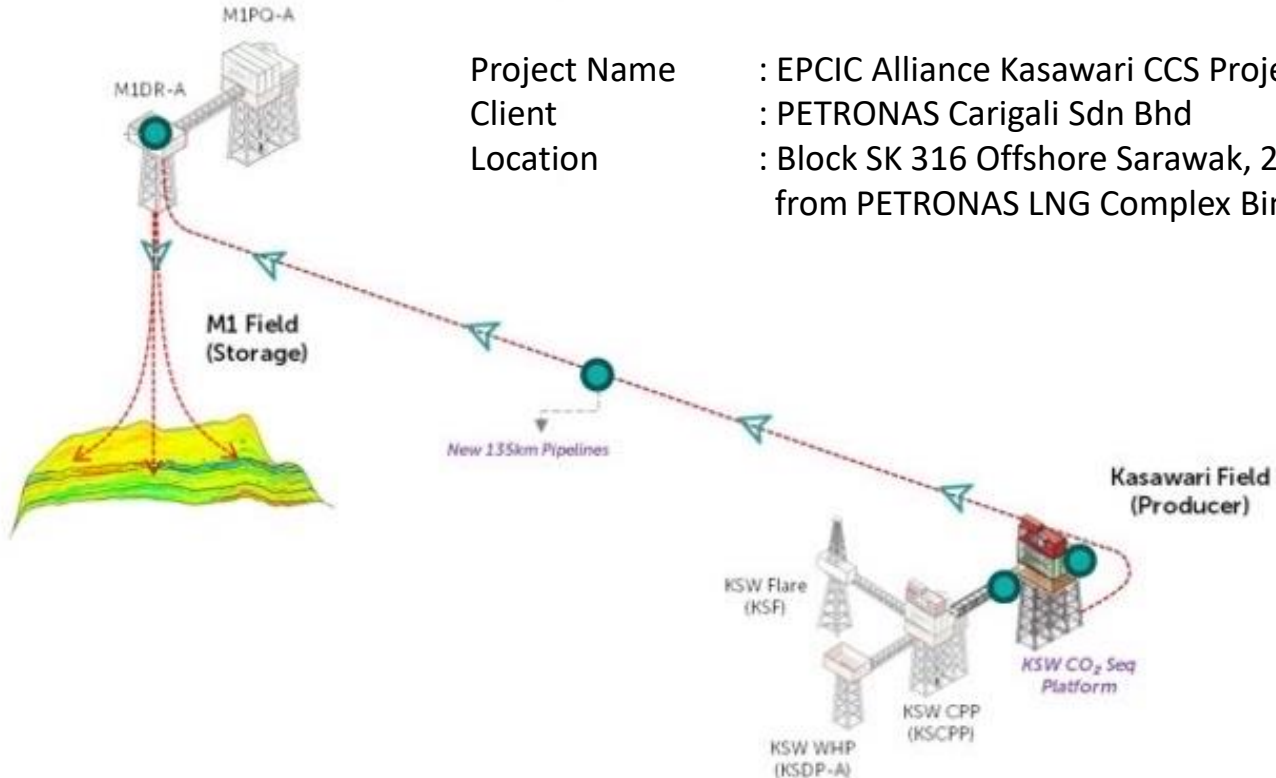 M1PQ-A
M1DR-A
Project Name : EPCIC Alliance Kasawari CCS Proje
Client : PETRONAS Carigali Sdn Bhd
Location : Block SK 316 Offshore Sarawak, 2
from PETRONAS LNG Complex Bin
M1 Field
(Storage)
New 135km Pipelines
Kasawari Field
(Producer)
KSW Flare
(KSF)
KSW CO₂ Seq
Platform
KSW CPP
(KSCPP)
KSW WHP
(KSDP-A)